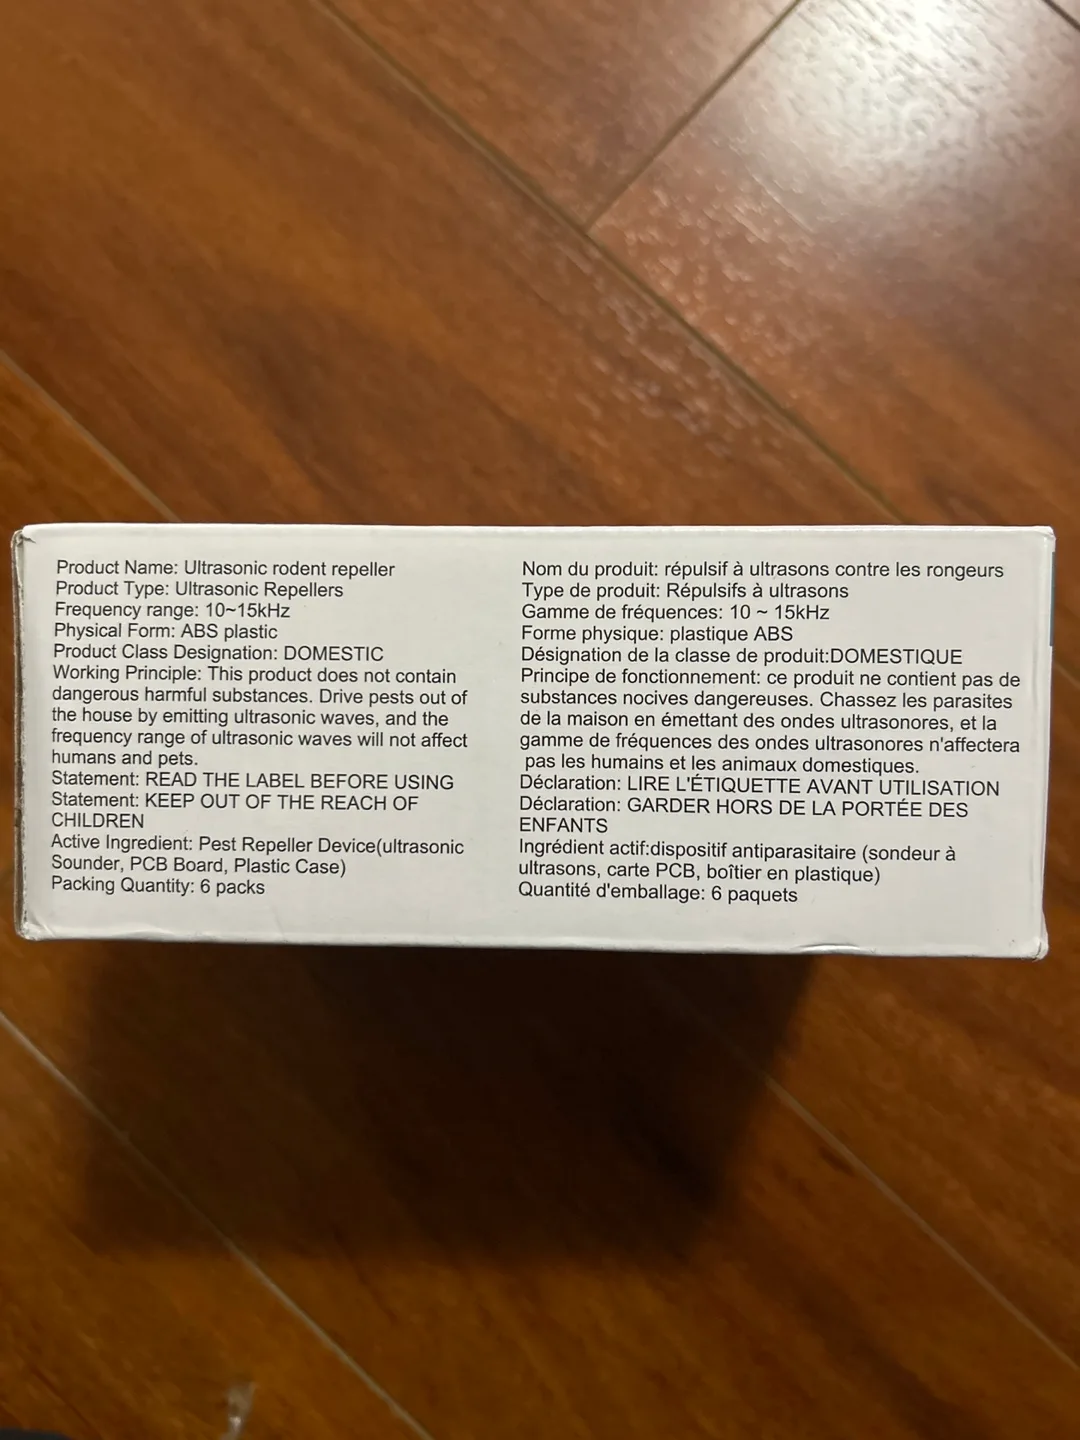 Product Name: Ultrasonic rodent repeller
Product Type: Ultrasonic Repellers
Frequency range: 10~15kHz
Physical Form: ABS plastic
Product Class Designation: DOMESTIC
Working Principle: This product does not contain
dangerous harmful substances. Drive pests out of
the house by emitting ultrasonic waves, and the
frequency range of ultrasonic waves will not affect
humans and pets.
Statement: READ THE LABEL BEFORE USING
Statement: KEEP OUT OF THE REACH OF
CHILDREN
Active Ingredient: Pest Repeller Device(ultrasonic
Sounder, PCB Board, Plastic Case)
Packing Quantity: 6 packs
Nom du produit: répulsif à ultrasons contre les rongeurs
Type de produit: Répulsifs à ultrasons
Gamme de fréquences: 10 ~ 15kHz
Forme physique: plastique ABS
Désignation de la classe de produit:DOMESTIQUE
Principe de fonctionnement: ce produit ne contient pas de
substances nocives dangereuses. Chassez les parasites
de la maison en émettant des ondes ultrasonores, et la
gamme de fréquences des ondes ultrasonores n'affectera
pas les humains et les animaux domestiques.
Déclaration: LIRE L'ÉTIQUETTE AVANT UTILISATION
Déclaration: GARDER HORS DE LA PORTÉE DES
ENFANTS
Ingrédient actif:dispositif antiparasitaire (sondeur à
ultrasons, carte PCB, boîtier en plastique)
Quantité d'emballage: 6 paquets